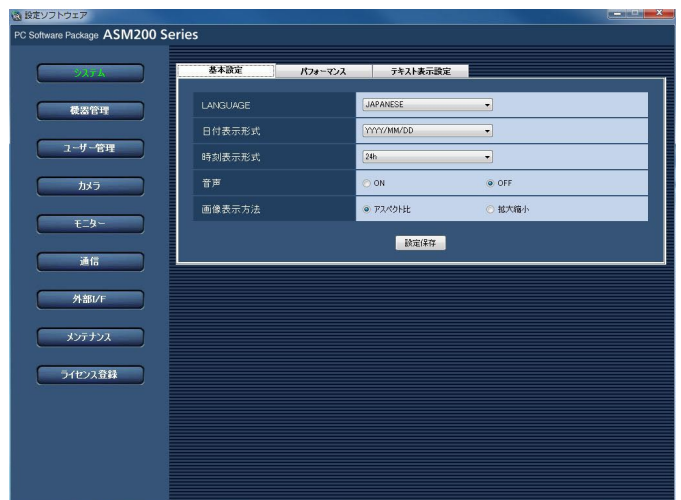 設定ソフトウェア
PC Software Package ASM200 Series
システム
機器管理
ユーザー管理
カメラ
モニター
通信
外部I/F
メンテナンス
ライセンス登録
基本設定 パフォーマンス テキスト表示設定
LANGUAGE JAPANESE
日付表示形式 YYYY/MM/DD
時刻表示形式 24h
音声 ON OFF
画像表示方法 アスペクト比 拡大縮小
設定保存